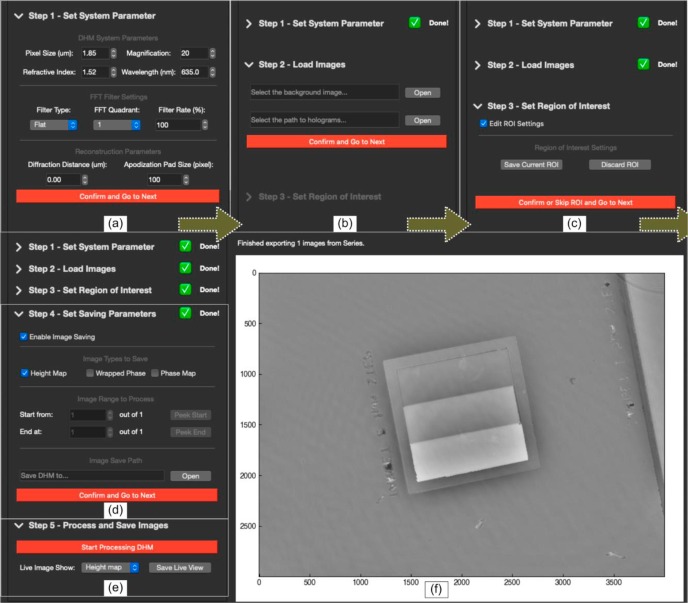 Step 1 - Set System Parameter
DHM System Parameters
Pixel Size (um): 1.85 Magnification: 20
Refractive Index: 1.52 Wavelength (nm): 635.0
FFT Filter Settings
Filter Type: FFT Quadrant: Filter Rate (%):
Flat 1 100
Reconstruction Parameters
Diffraction Distance (um): Apodization Pad Size (pixel):
0.00 100
Confirm and Go to Next
(a)
Step 1 - Set System Parameter Done!
Step 2 - Load Images
Select the background image... Open
Select the path to holograms... Open
Confirm and Go to Next
Step 3 - Set Region of Interest
(b)
Step 1 - Set System Parameter Done!
Step 2 - Load Images Done!
Step 3 - Set Region of Interest
Edit ROI Settings
Region of Interest Settings
Save Current ROI Discard ROI
Confirm or Skip ROI and Go to Next
(c)
Step 1 - Set System Parameter Done!
Step 2 - Load Images Done!
Step 3 - Set Region of Interest Done!
Step 4 - Set Saving Parameters Done!
Enable Image Saving
Image Types to Save
Height Map Wrapped Phase Phase Map
Image Range to Process
Start from: 1 out of 1 Peek Start
End at: 1 out of 1 Peek End
Image Save Path
Save DHM to... Open
Confirm and Go to Next
(d)
Step 5 - Process and Save Images
Start Processing DHM
Live Image Show: Height map Save Live View
(e)
Finished exporting 1 images from Series.
0
500
1000
1500
2000
2500
0 500 1000 1500 2000 2500 3000 3500
(f)